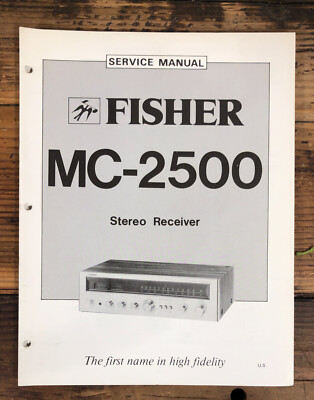 SERVICE MANUAL
FISHER
MC-2500
Stereo Receiver
The first name in high fidelity
U.S.